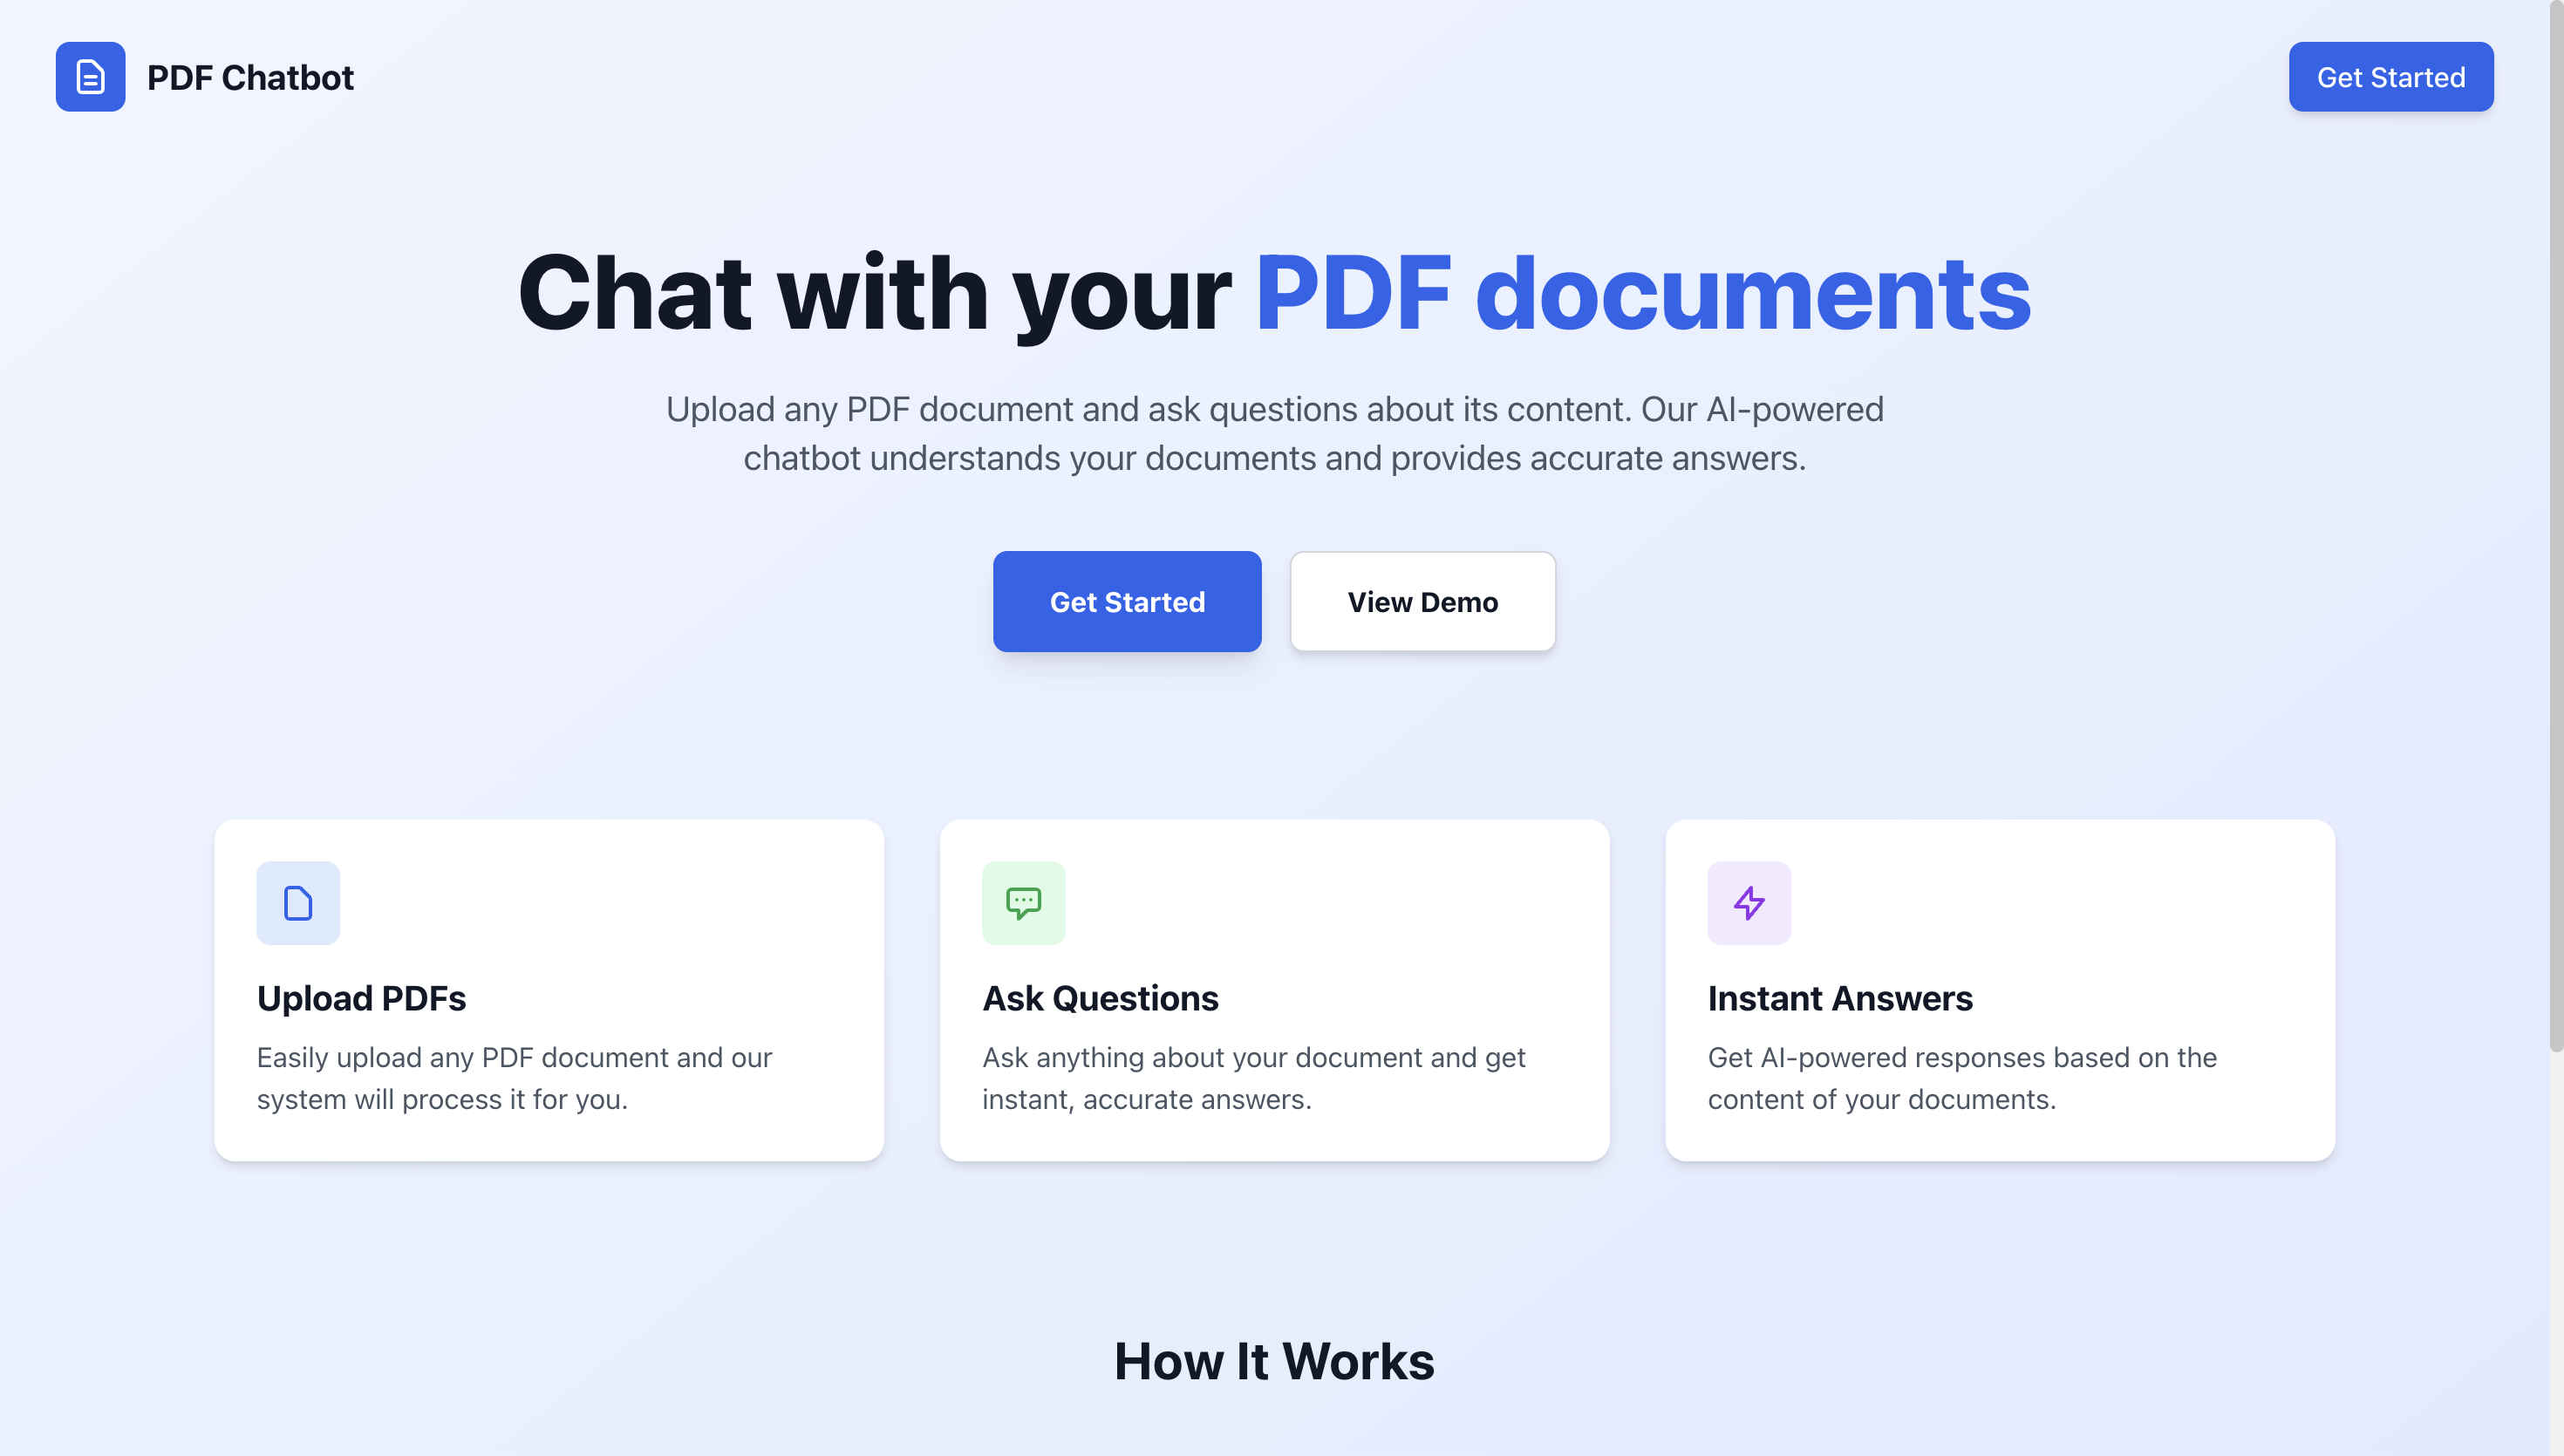 PDF Chatbot
Get Started
Chat with your PDF documents
Upload any PDF document and ask questions about its content. Our AI-powered
chatbot understands your documents and provides accurate answers.
Get Started
View Demo
Upload PDFs
Easily upload any PDF document and our
system will process it for you.
Ask Questions
Ask anything about your document and get
instant, accurate answers.
Instant Answers
Get AI-powered responses based on the
content of your documents.
How It Works